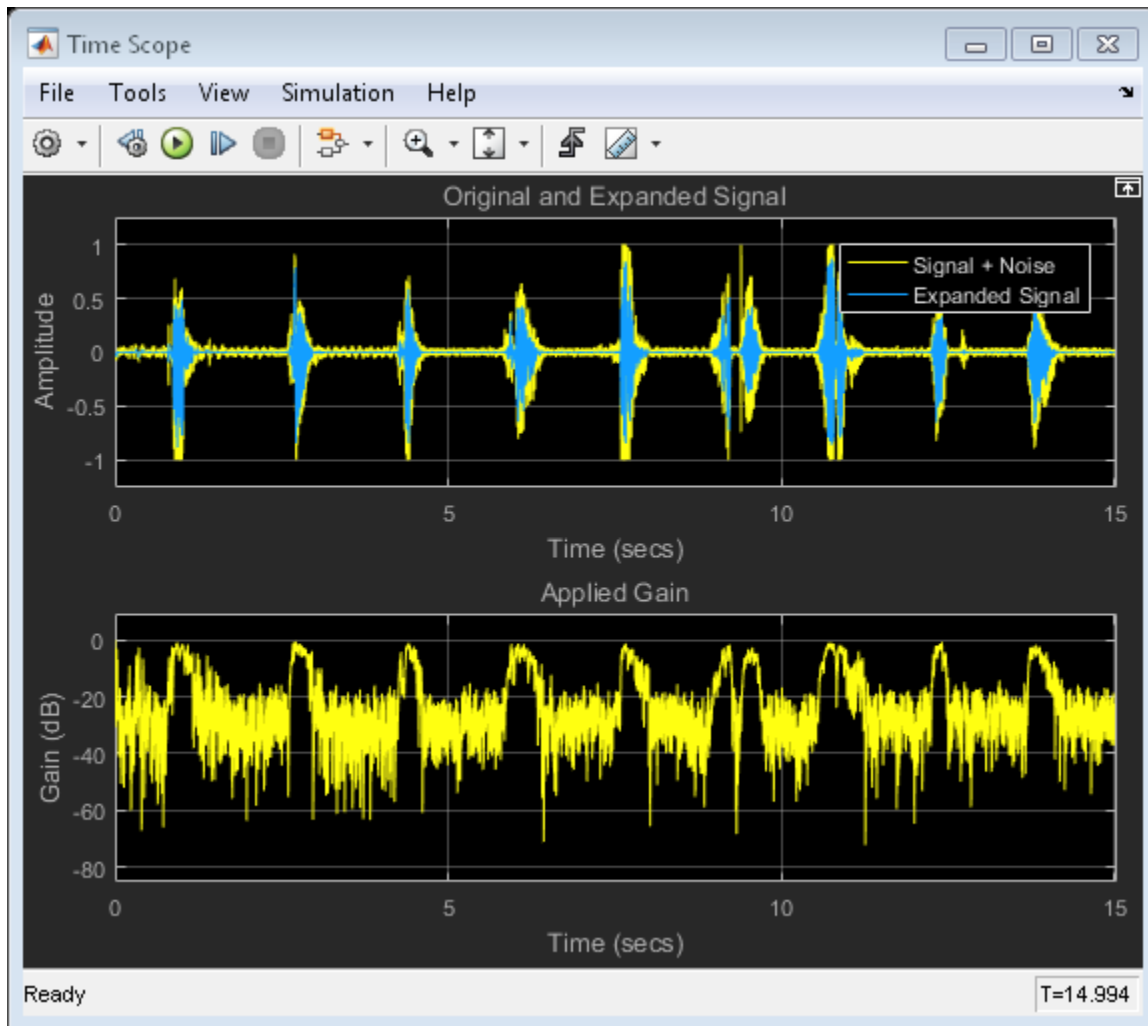 Time Scope
File Tools View Simulation Help
Original and Expanded Signal
1
0.5
0
-0.5
-1
Amplitude
Signal + Noise
Expanded Signal
0 5 10 15
Time (secs)
Applied Gain
0
-20
-40
-60
-80
Gain (dB)
0 5 10 15
Time (secs)
Ready T=14.994